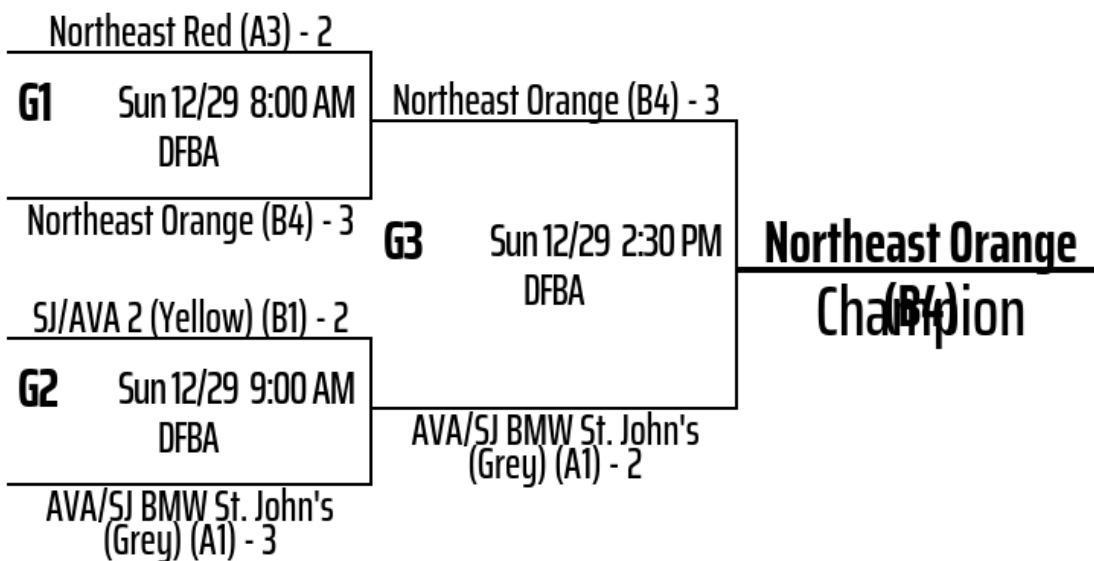 Northeast Red (A3) - 2
G1 Sun 12/29 8:00 AM
DFBA
Northeast Orange (B4) - 3
SJ/AVA 2 (Yellow) (B1) - 2
G2 Sun 12/29 9:00 AM
DFBA
AVA/SJ BMW St. John's
(Grey) (A1) - 3
Northeast Orange (B4) - 3
G3 Sun 12/29 2:30 PM
DFBA
AVA/SJ BMW St. John's
(Grey) (A1) - 2
Northeast Orange
(B4)
Champion